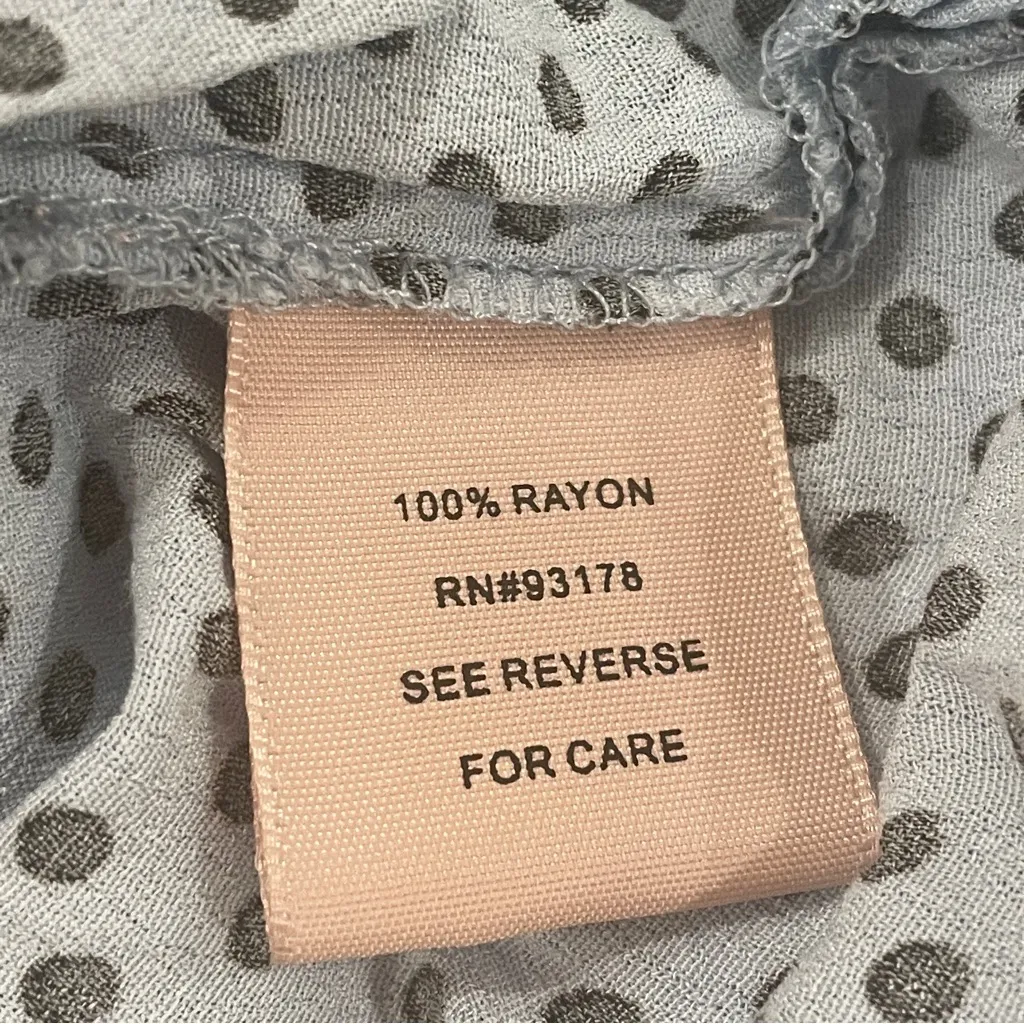 100% RAYON
RN#93178
SEE REVERSE
FOR CARE